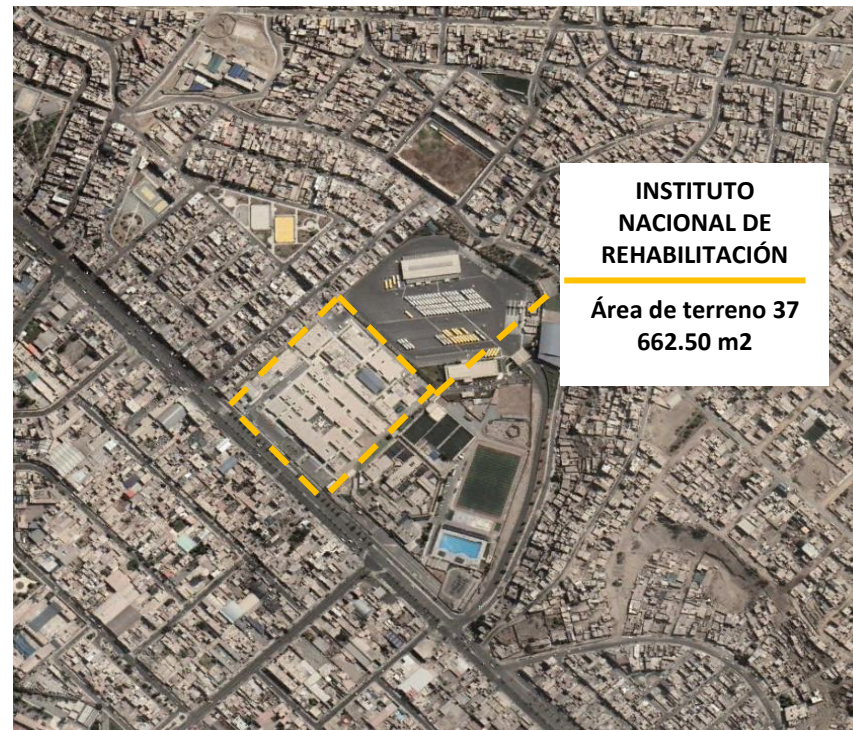 INSTITUTO
NACIONAL DE
REHABILITACIÓN
Área de terreno 37
662.50 m2